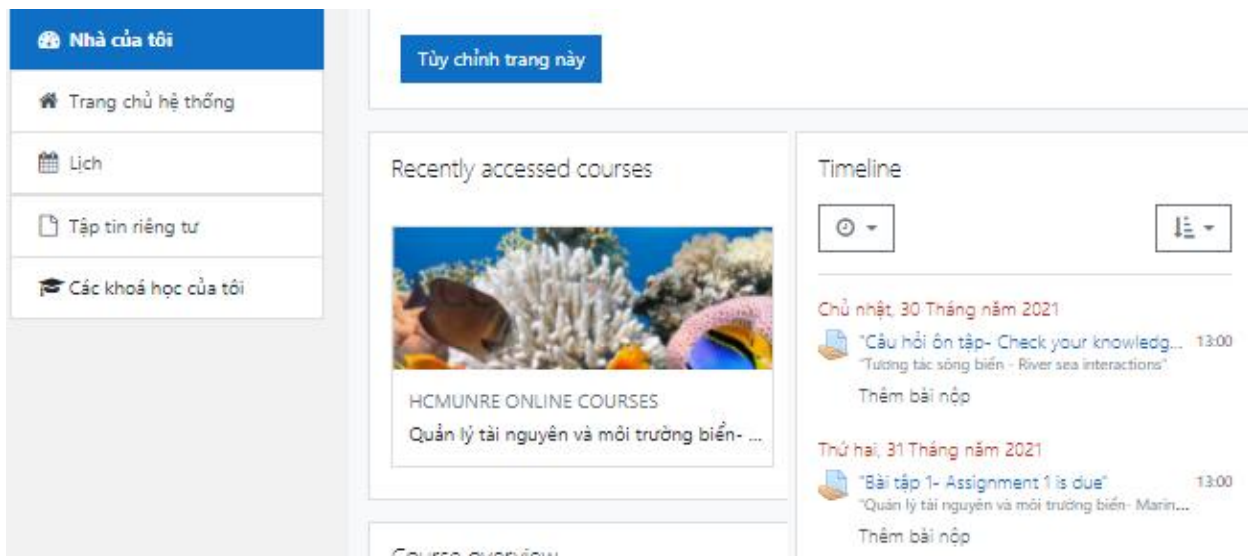 Nhà của tôi
Trang chủ hệ thống
Lịch
Tập tin riêng tư
Các khoá học của tôi
Tùy chỉnh trang này
Recently accessed courses
HCMUNRE ONLINE COURSES
Quản lý tài nguyên và môi trường biển- ...
Course overview
Timeline
Chủ nhật, 30 Tháng năm 2021
"Câu hỏi ôn tập- Check your knowledg... 13:00
"Tương tác sông biển - River sea interactions"
Thêm bài nộp
Thứ hai, 31 Tháng năm 2021
"Bài tập 1- Assignment 1 is due" 13:00
"Quản lý tài nguyên và môi trường biển- Marin...
Thêm bài nộp